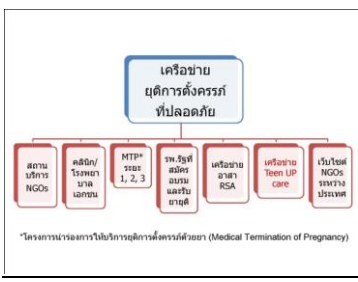 เครือข่าย
ยุติการตั้งครรภ์
ที่ปลอดภัย
สถาน
บริการ
NGOs
คลินิก/
โรงพยา
บาล
เอกชน
MTP*
ระยะ
1, 2, 3
รพ.รัฐที่
สมัคร
อบรม
และรับ
ยายุติ
เครือข่าย
อาสา
RSA
เครือข่าย
Teen UP
care
เว็บไซต์
NGOs
ระหว่าง
ประเทศ
*โครงการนำร่องการให้บริการยุติการตั้งครรภ์ด้วยยา (Medical Termination of Pregnancy)